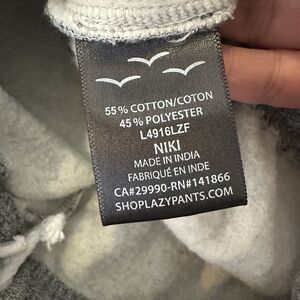 55% COTTON/COTON
45% POLYESTER
L4916LZF
NIKI
MADE IN INDIA
FABRIQUÉ EN INDE
CA#29990-RN#141866
SHOPLAZYPANTS.COM